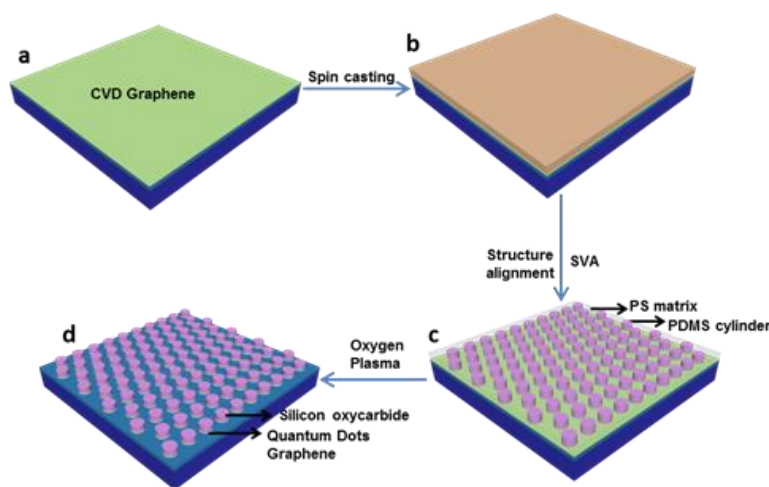 a
CVD Graphene
Spin casting
b
Structure
alignment
SVA
c
PS matrix
PDMS cylinder
Oxygen
Plasma
d
Silicon oxycarbide
Quantum Dots
Graphene